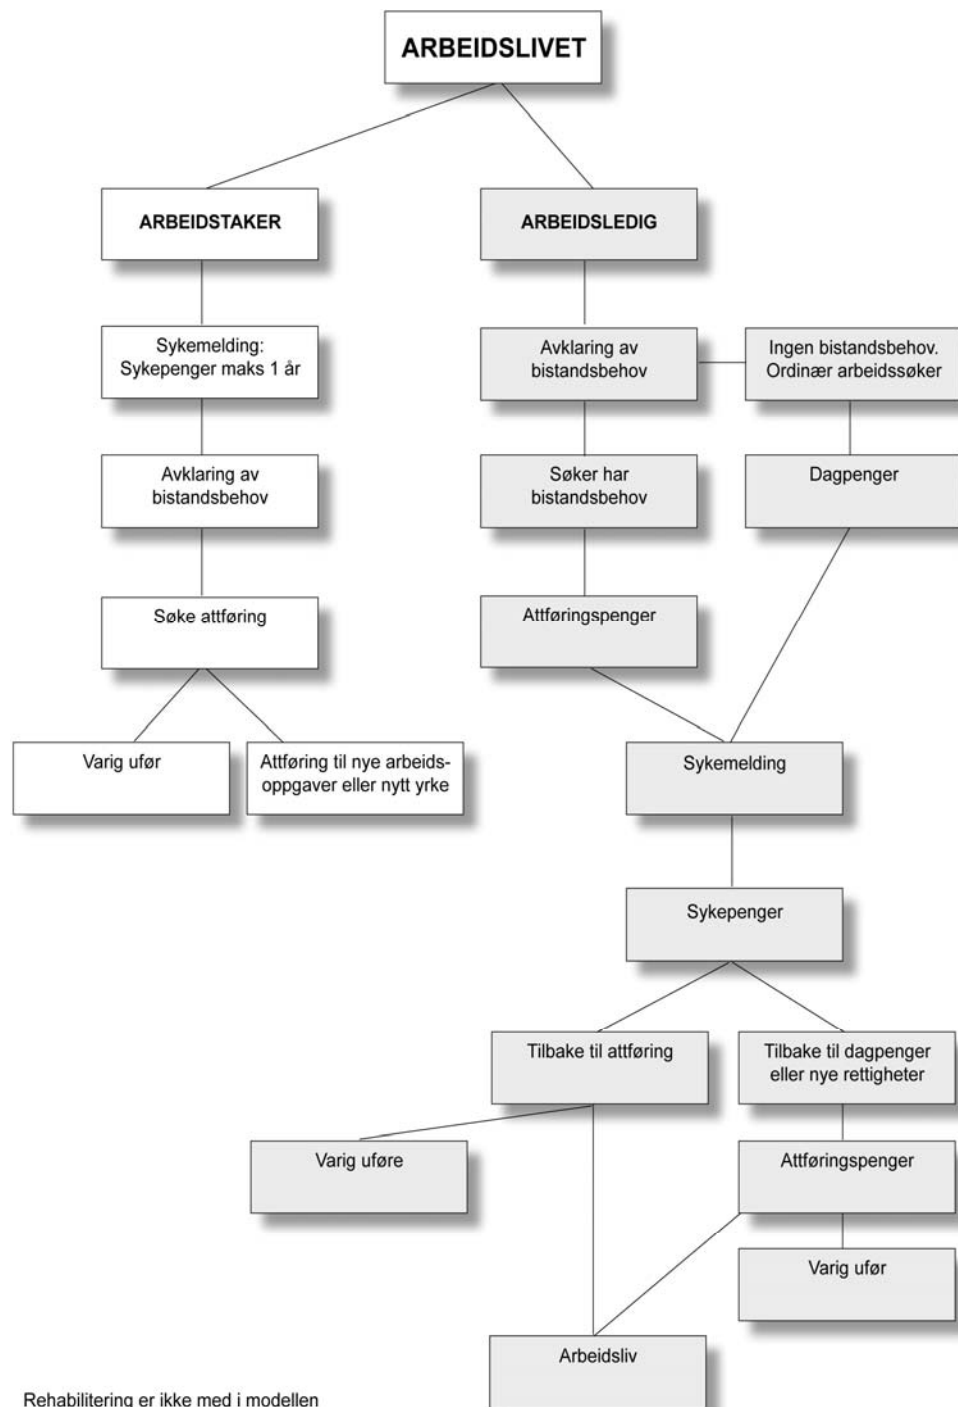 ARBEIDSLIVET
ARBEIDSTAKER
ARBEIDSLEDIG
Sykemelding:
Sykepenger maks 1 år
Avklaring av
bistandsbehov
Ingen bistandsbehov.
Ordinær arbeidssøker
Avklaring av
bistandsbehov
Søker har
bistandsbehov
Dagpenger
Søke attføring
Attføringspenger
Varig ufør
Attføring til nye arbeids-
oppgaver eller nytt yrke
Sykemelding
Sykepenger
Tilbake til attføring
Tilbake til dagpenger
eller nye rettigheter
Varig uføre
Attføringspenger
Varig ufør
Arbeidsliv
Rehabilitering er ikke med i modellen